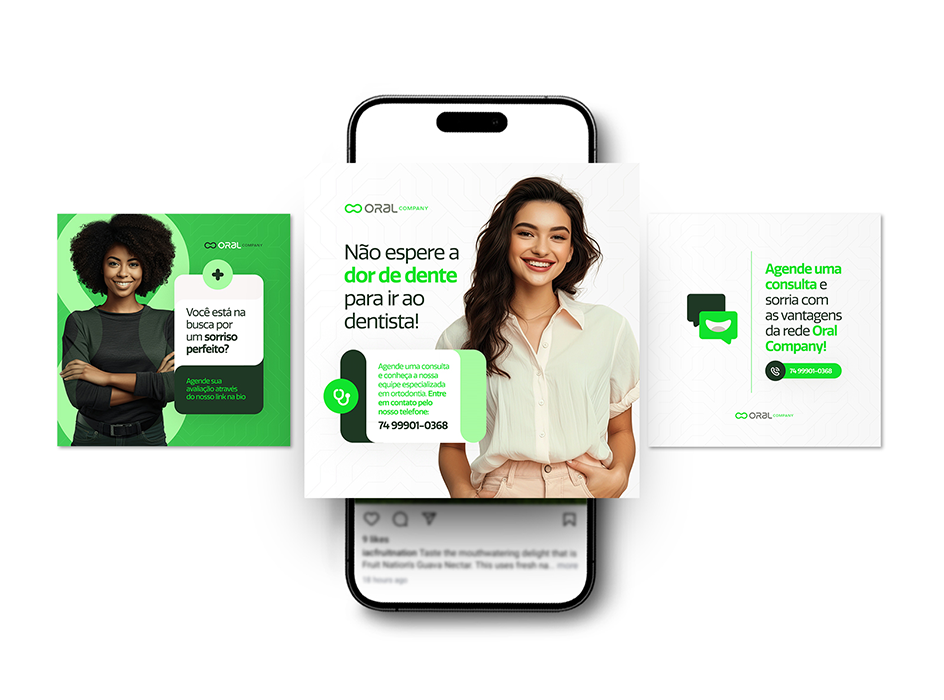 ORAL COMPANY
Você está na
busca por
um sorriso
perfeito?
Agende sua
avaliação através
do nosso link na bio
ORAL COMPANY
Não espere a
dor de dente
para ir ao
dentista!
Agende uma consulta
e conheça a nossa
equipe especializada
em ortodontia. Entre
em contato pelo
nosso telefone:
74 99901-0368
Agende uma
consulta e
sorria com
as vantagens
da rede Oral
Company!
74 99901-0368
ORAL COMPANY
9 likes
iacfruitnation Taste the mouthwatering delight that is
Fruit Nation's Guava Nectar. This uses fresh na... more
18 hours ago